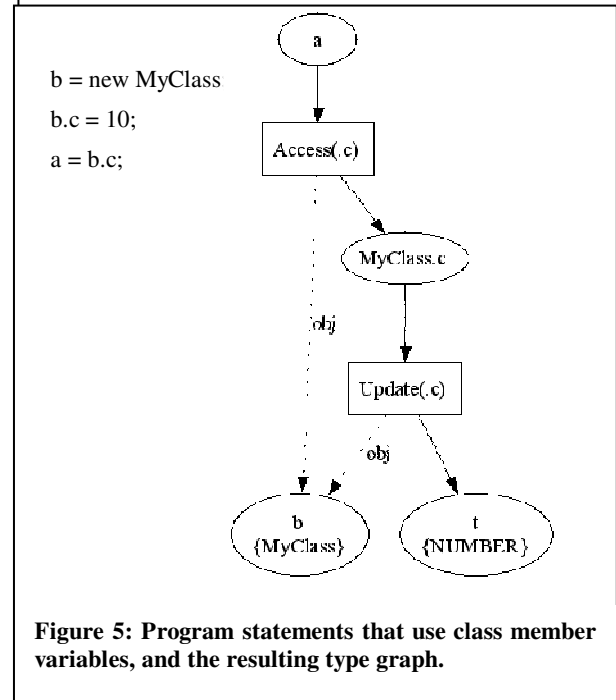 b = new MyClass
b.c = 10;
a = b.c;
a
Access(.c)
MyClass.c
obj
Update(.c)
obj
b
{MyClass}
t
{NUMBER}
Figure 5: Program statements that use class member
variables, and the resulting type graph.